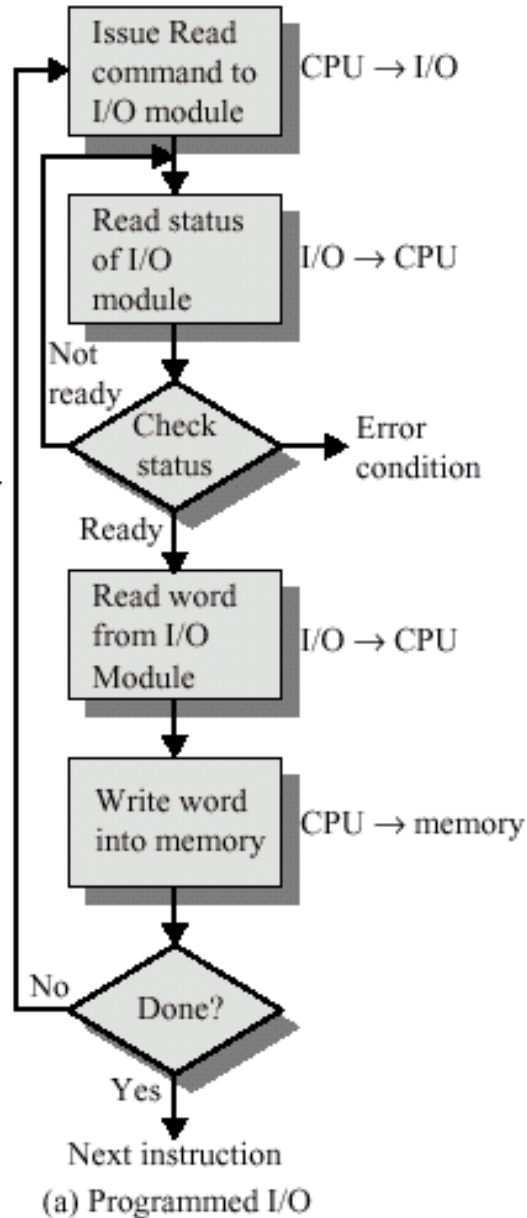 Issue Read
command to
I/O module
CPU → I/O
Read status
of I/O
module
I/O → CPU
Not
ready
Check
status
Error
condition
Ready
Read word
from I/O
Module
I/O → CPU
Write word
into memory
CPU → memory
No
Done?
Yes
Next instruction
(a) Programmed I/O